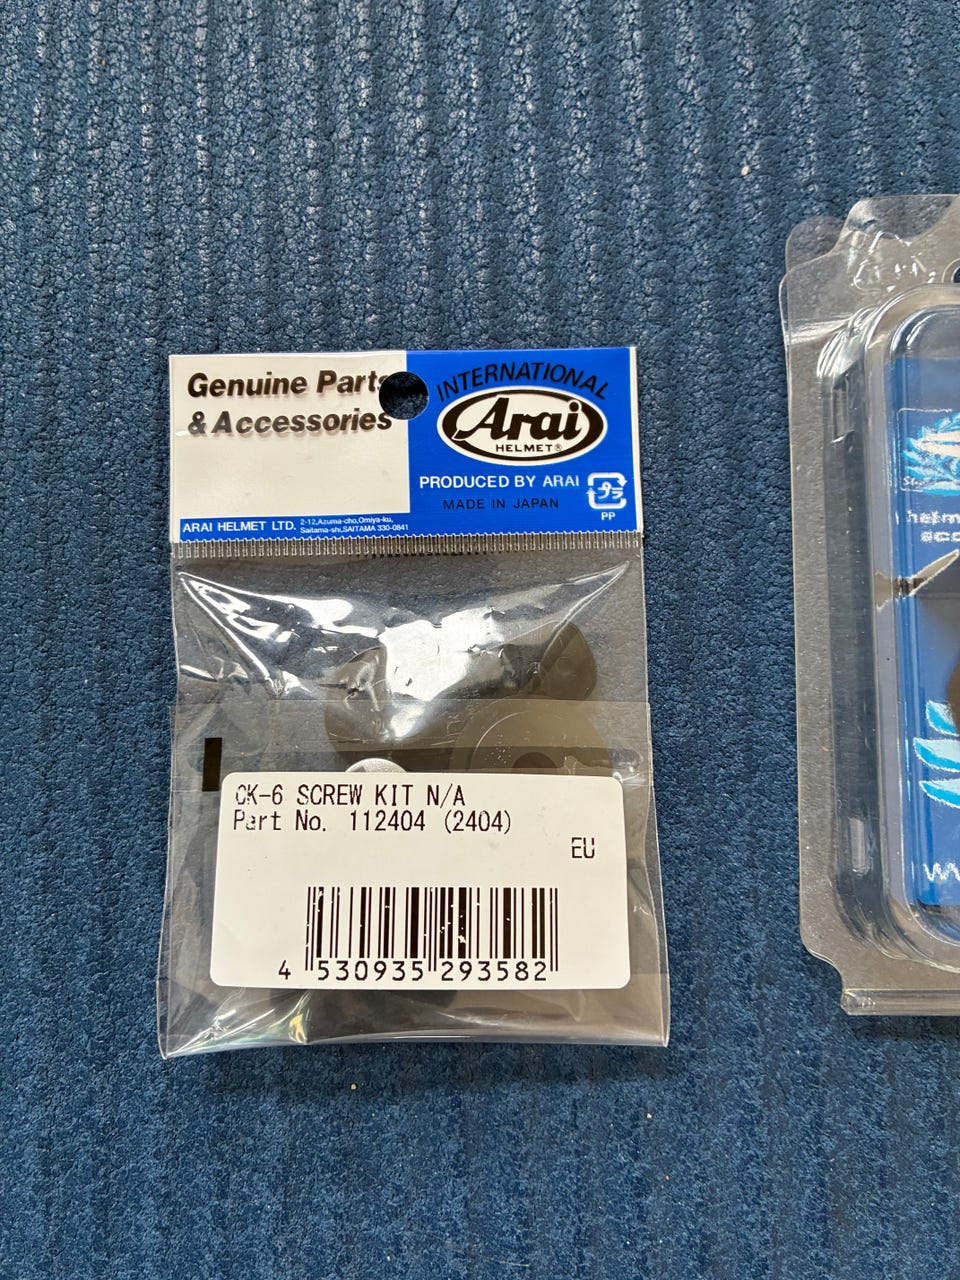 Genuine Parts
& Accessories
INTERNATIONAL
Arai
HELMET®
PRODUCED BY ARAI
MADE IN JAPAN
プラ
PP
ARAI HELMET LTD. 2-12,Azuma-cho,Omiya-ku,
Saitama-shi,SAITAMA 330-0841
CK-6 SCREW KIT N/A
Part No. 112404 (2404)
EU
4 530935 293582